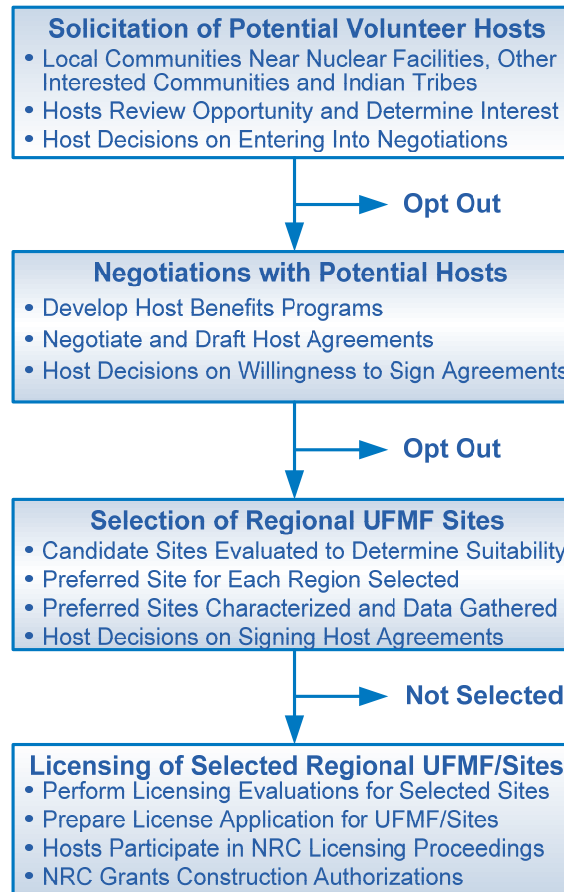 Solicitation of Potential Volunteer Hosts
• Local Communities Near Nuclear Facilities, Other
Interested Communities and Indian Tribes
• Hosts Review Opportunity and Determine Interest
• Host Decisions on Entering Into Negotiations
Opt Out
Negotiations with Potential Hosts
• Develop Host Benefits Programs
• Negotiate and Draft Host Agreements
• Host Decisions on Willingness to Sign Agreements
Opt Out
Selection of Regional UFMF Sites
• Candidate Sites Evaluated to Determine Suitability
• Preferred Site for Each Region Selected
• Preferred Sites Characterized and Data Gathered
• Host Decisions on Signing Host Agreements
Not Selected
Licensing of Selected Regional UFMF/Sites
• Perform Licensing Evaluations for Selected Sites
• Prepare License Application for UFMF/Sites
• Hosts Participate in NRC Licensing Proceedings
• NRC Grants Construction Authorizations